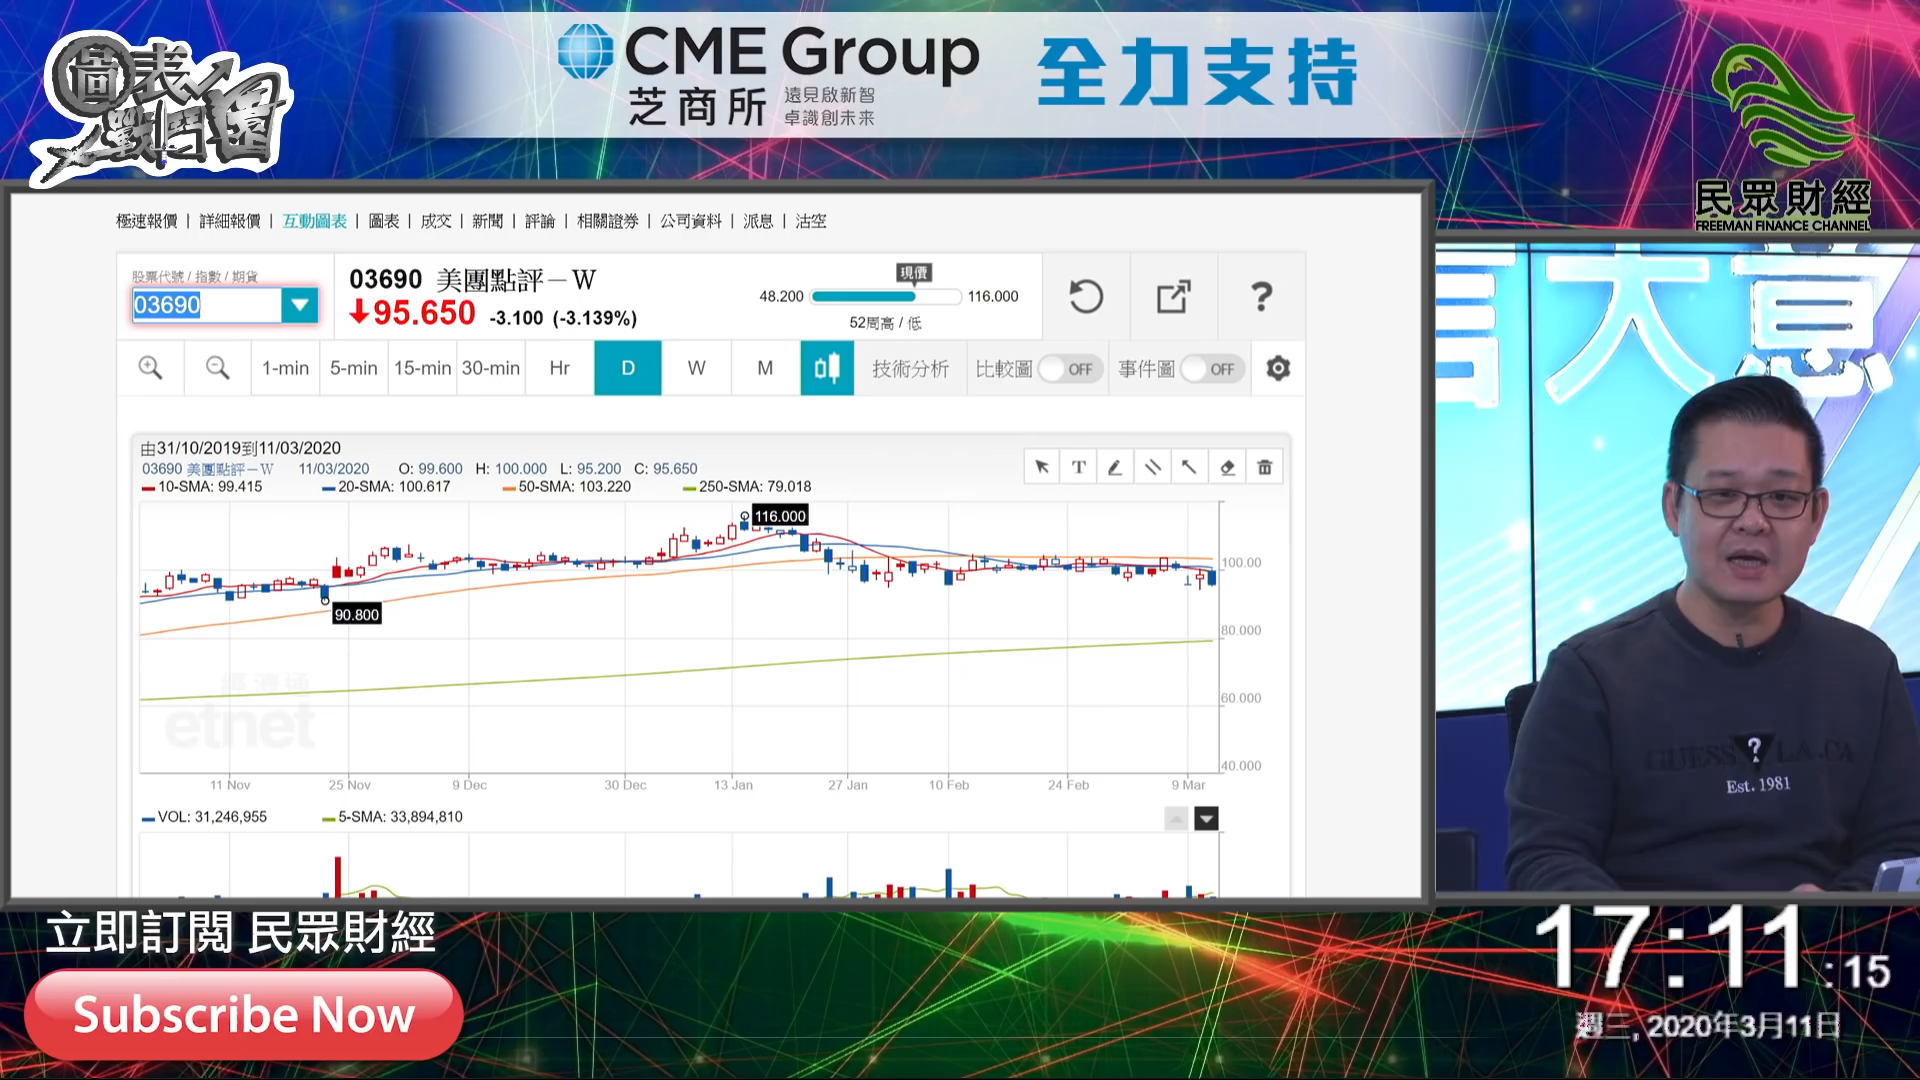 圖表
戰鬥圈
CME Group
芝商所
遠見啟新智
卓識創未來
全力支持
民眾財經
FREEMAN FINANCE CHANNEL
極速報價 | 詳細報價 | 互動圖表 | 圖表 | 成交 | 新聞 | 評論 | 相關證券 | 公司資料 | 派息 | 沽空
股票代號 / 指數 / 期貨
03690
03690 美團點評－W
95.650 -3.100 (-3.139%)
現價
48.200 116.000
52周高 / 低
?
1-min 5-min 15-min 30-min Hr D W M 技術分析 比較圖 OFF 事件圖 OFF
由31/10/2019到11/03/2020
03690 美團點評－W 11/03/2020 O: 99.600 H: 100.000 L: 95.200 C: 95.650
10-SMA: 99.415 20-SMA: 100.617 50-SMA: 103.220 250-SMA: 79.018
T
116.000
90.800
100.00
80.000
60.000
40.000
經濟通
etnet
11 Nov 25 Nov 9 Dec 30 Dec 13 Jan 27 Jan 10 Feb 24 Feb 9 Mar
VOL: 31,246,955 5-SMA: 33,894,810
信大息
GUESS ? LA.CA
Est. 1981
立即訂閱 民眾財經
Subscribe Now
17:11:15
週三, 2020年3月11日